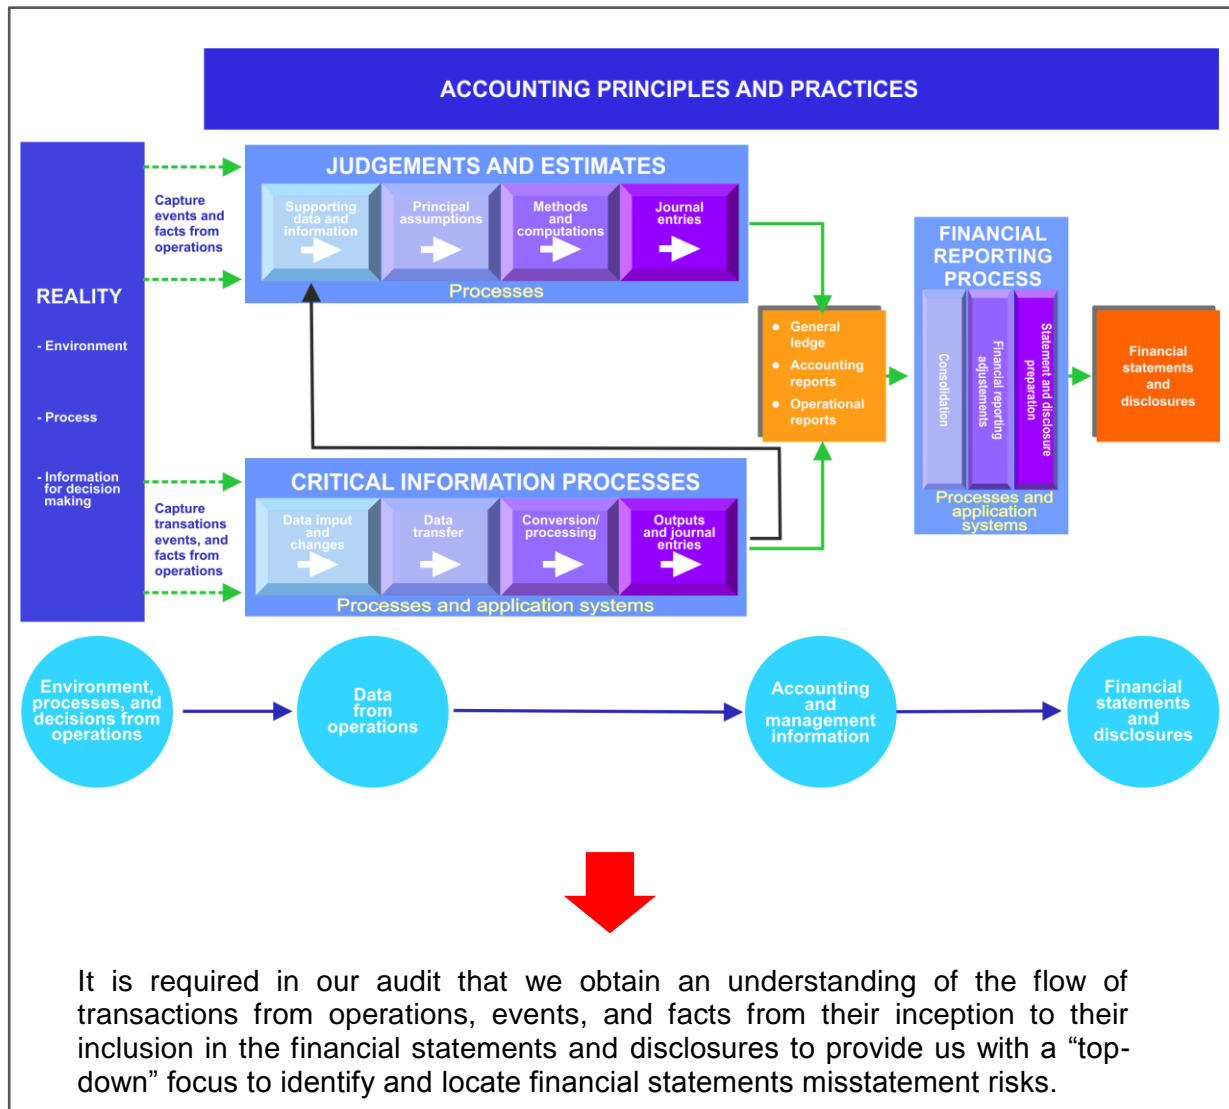 ACCOUNTING PRINCIPLES AND PRACTICES
REALITY
- Environment
- Process
- Information
for decision
making
Capture
events and
facts from
operations
JUDGEMENTS AND ESTIMATES
Supporting
data and
information
Principal
assumptions
Methods
and
computations
Journal
entries
Processes
Capture
transations
events, and
facts from
operations
CRITICAL INFORMATION PROCESSES
Data imput
and
changes
Data
transfer
Conversion/
processing
Outputs
and journal
entries
Processes and application systems
● General
ledge
● Accounting
reports
● Operational
reports
FINANCIAL
REPORTING
PROCESS
Consolidation
Financial reporting
adjustements
Statement and disclosure
preparation
Processes and
application
systems
Financial
statements
and
disclosures
Environment,
processes, and
decisions from
operations
Data
from
operations
Accounting
and
management
information
Financial
statements
and
disclosures
It is required in our audit that we obtain an understanding of the flow of
transactions from operations, events, and facts from their inception to their
inclusion in the financial statements and disclosures to provide us with a “top-
down” focus to identify and locate financial statements misstatement risks.